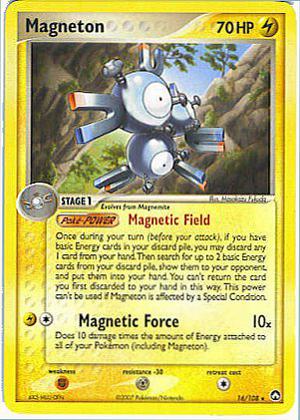 Magneton 70 HP
Illus. Masakazu Fukuda
STAGE 1 Evolves from Magnemite
Poké-POWER Magnetic Field
Once during your turn (before your attack), if you have
basic Energy cards in your discard pile, you may discard any
1 card from your hand. Then search for up to 2 basic Energy
cards from your discard pile, show them to your opponent,
and put them into your hand. You can't return the card
you first discarded to your hand in this way. This power
can't be used if Magneton is affected by a Special Condition.
Magnetic Force 10x
Does 10 damage times the amount of Energy attached to
all of your Pokémon (including Magneton).
weakness resistance -30 retreat cost
©2007 Pokémon/Nintendo 16/108